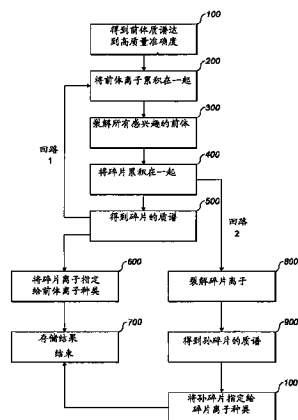 100
得到前体质谱达
到高质量准确度
200
将前体离子累积在一起
300
裂解所有感兴趣的前体
回路
1
400
将碎片累积在一起
500
得到碎片的质谱
回路
2
600
将碎片离子指定
给前体离子种类
800
裂解碎片离子
700
存储结果
结束
900
得到孙碎片的质谱
100
将孙碎片指定给
碎片离子种类